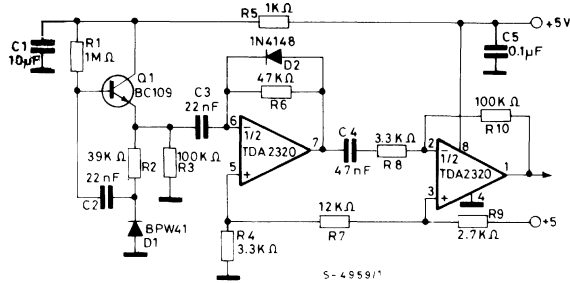 R5 1KΩ
+5V
C1 10µF
R1 1MΩ
Q1 BC109
C3 22nF
1N4148 D2
47KΩ R6
C5 0.1µF
100KΩ R10
6 1/2 TDA2320 7
5
C4 47nF
3.3KΩ R8
2 8 1/2 TDA2320 1
3 4
39KΩ R2
100KΩ R3
22nF C2
BPW41 D1
R4 3.3KΩ
12KΩ R7
R9 2.7KΩ
+5
− + − +
S-4959/1